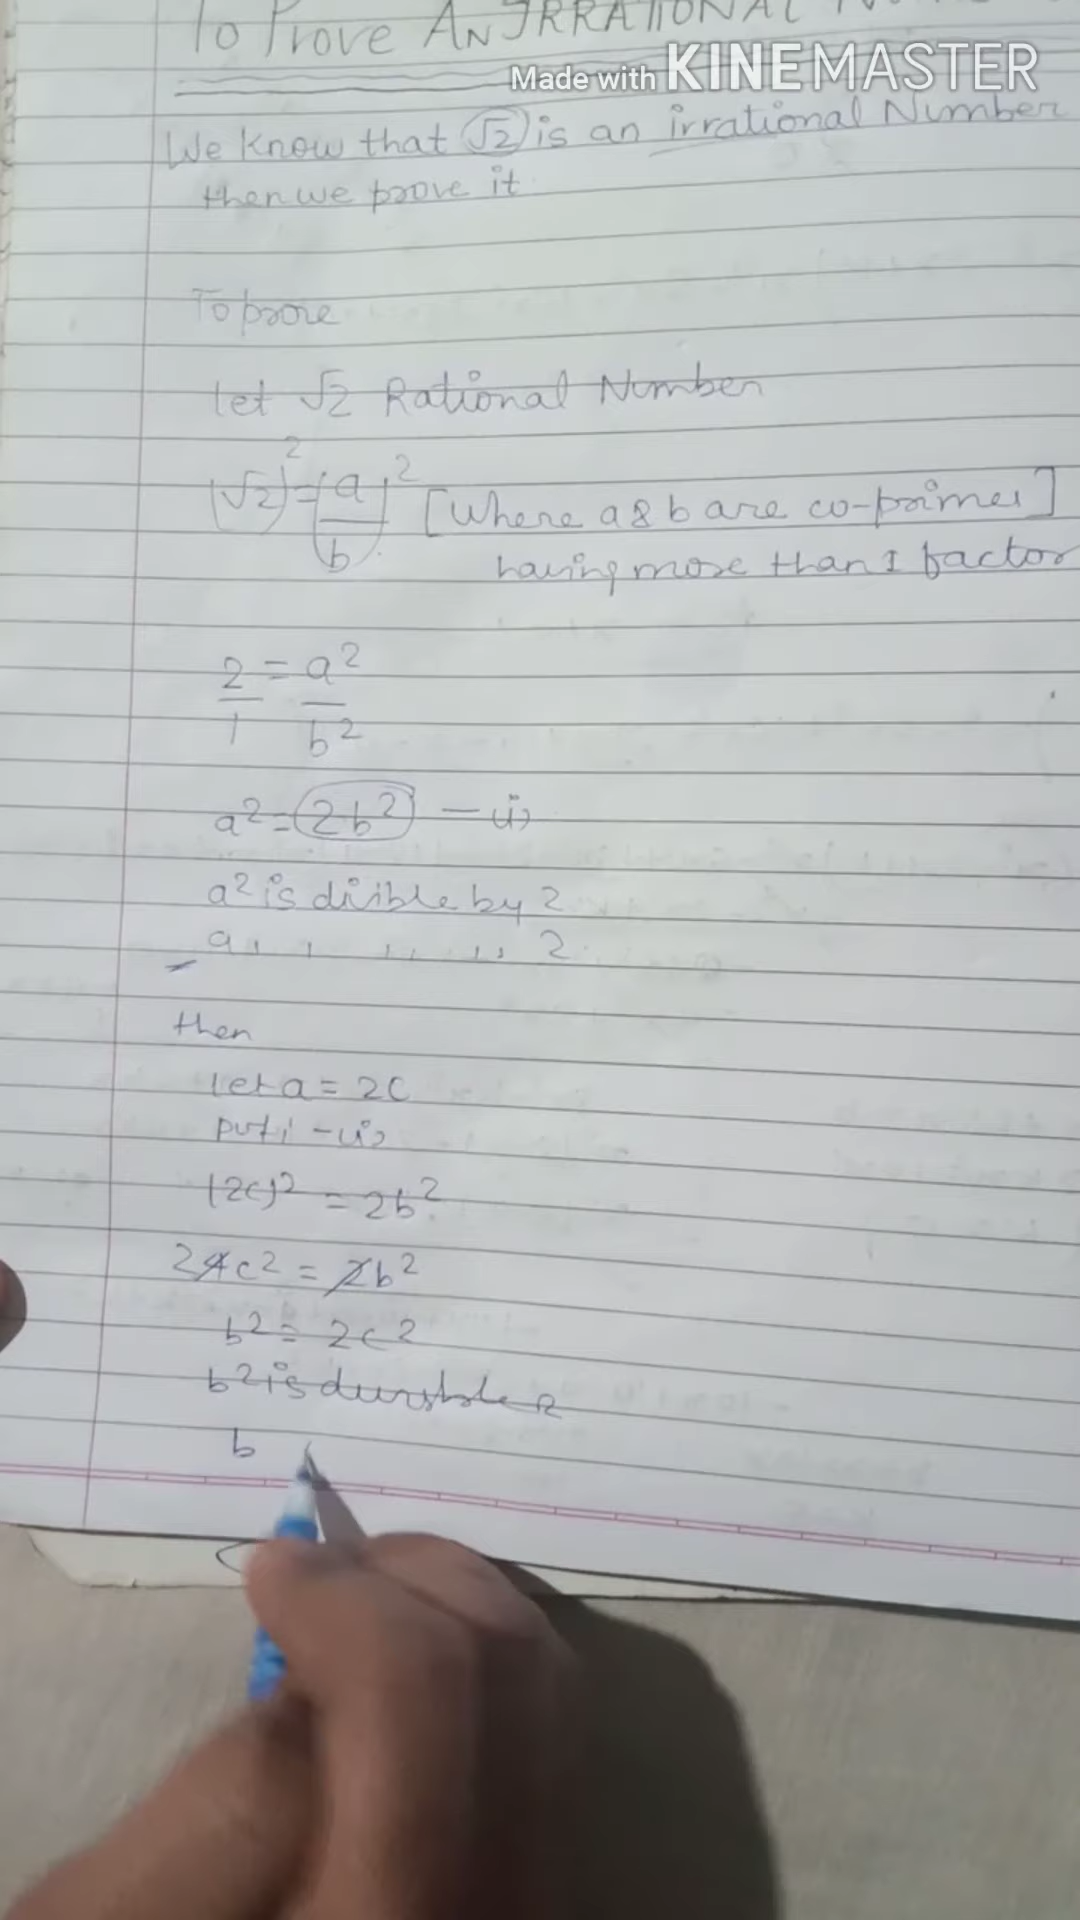 To Prove AN IRRATIONAL
Made with KINEMASTER
We know that √2 is an irrational Number
then we prove it
To prove
Let √2 Rational Number
(√2)² = (a/b)² [Where a & b are co-primes]
having more than 1 factor
2/1 = a²/b²
a² = 2b² - (i)
a² is divible by 2
a , , ,, ,, 2
then
let a = 2c
put i
(2c)² = 2b²
2 4c² = 2b²
b² = 2c²
b² is 2
b